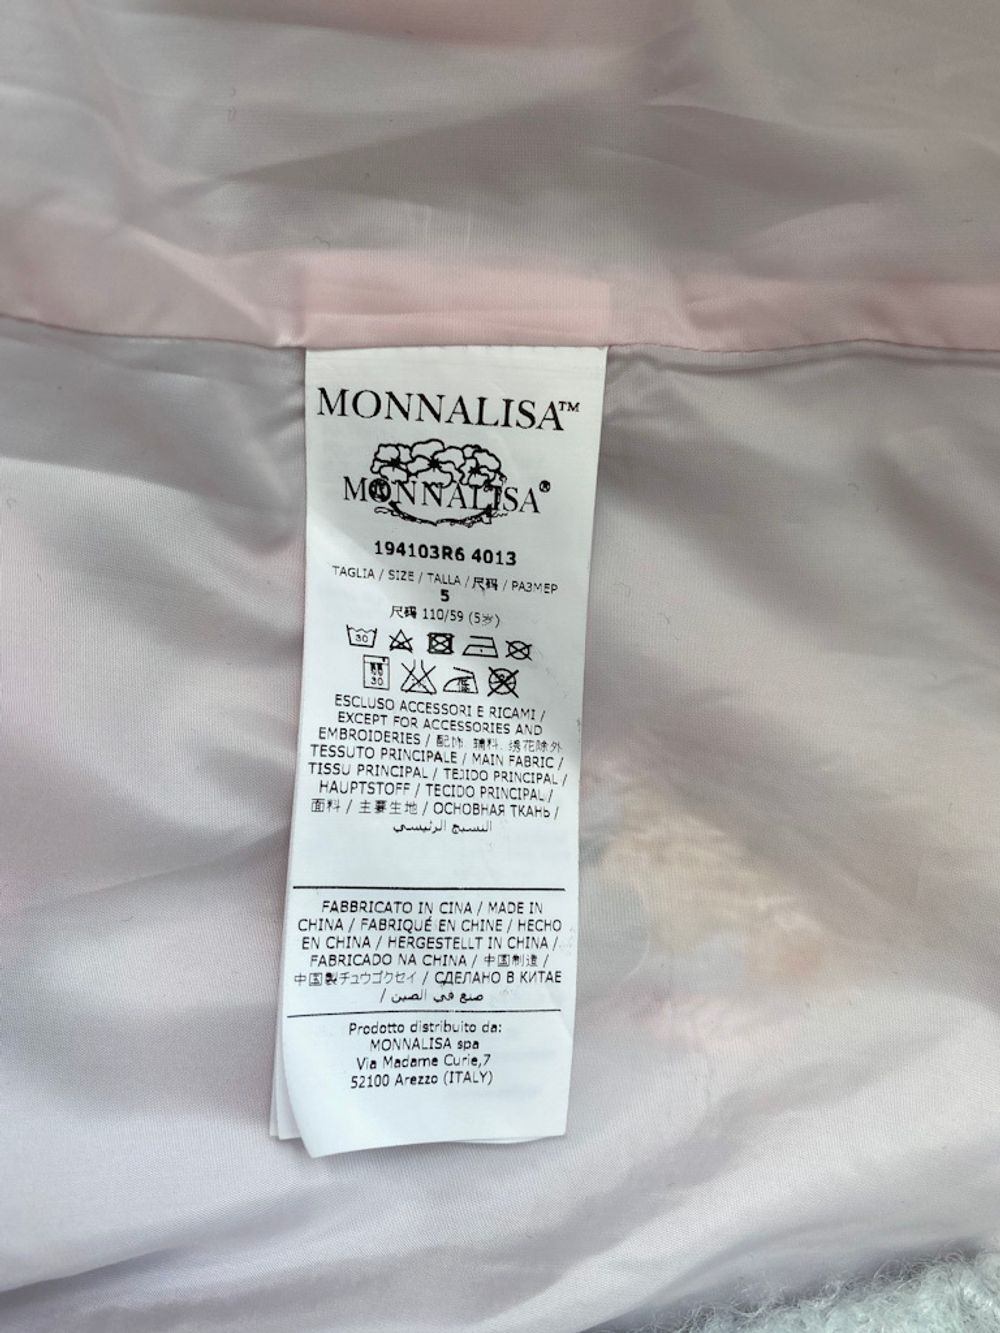 MONNALISA™
MONNALISA®
194103R6 4013
TAGLIA / SIZE / TALLA / 尺码 / РАЗМЕР
5
尺码 110/59 (5岁)
30
30
ESCLUSO ACCESSORI E RICAMI /
EXCEPT FOR ACCESSORIES AND
EMBROIDERIES / 配饰, 辅料, 绣花除外
TESSUTO PRINCIPALE / MAIN FABRIC /
TISSU PRINCIPAL / TEJIDO PRINCIPAL /
HAUPTSTOFF / TECIDO PRINCIPAL /
面料 / 主要生地 / ОСНОВНАЯ ТКАНЬ /
النسيج الرئيسي
FABBRICATO IN CINA / MADE IN
CHINA / FABRIQUÉ EN CHINE / HECHO
EN CHINA / HERGESTELLT IN CHINA /
FABRICADO NA CHINA / 中国制造 /
中国製チュウゴクセイ / СДЕЛАНО В КИТАЕ
/ صنع في الصين
Prodotto distribuito da:
MONNALISA spa
Via Madame Curie,7
52100 Arezzo (ITALY)